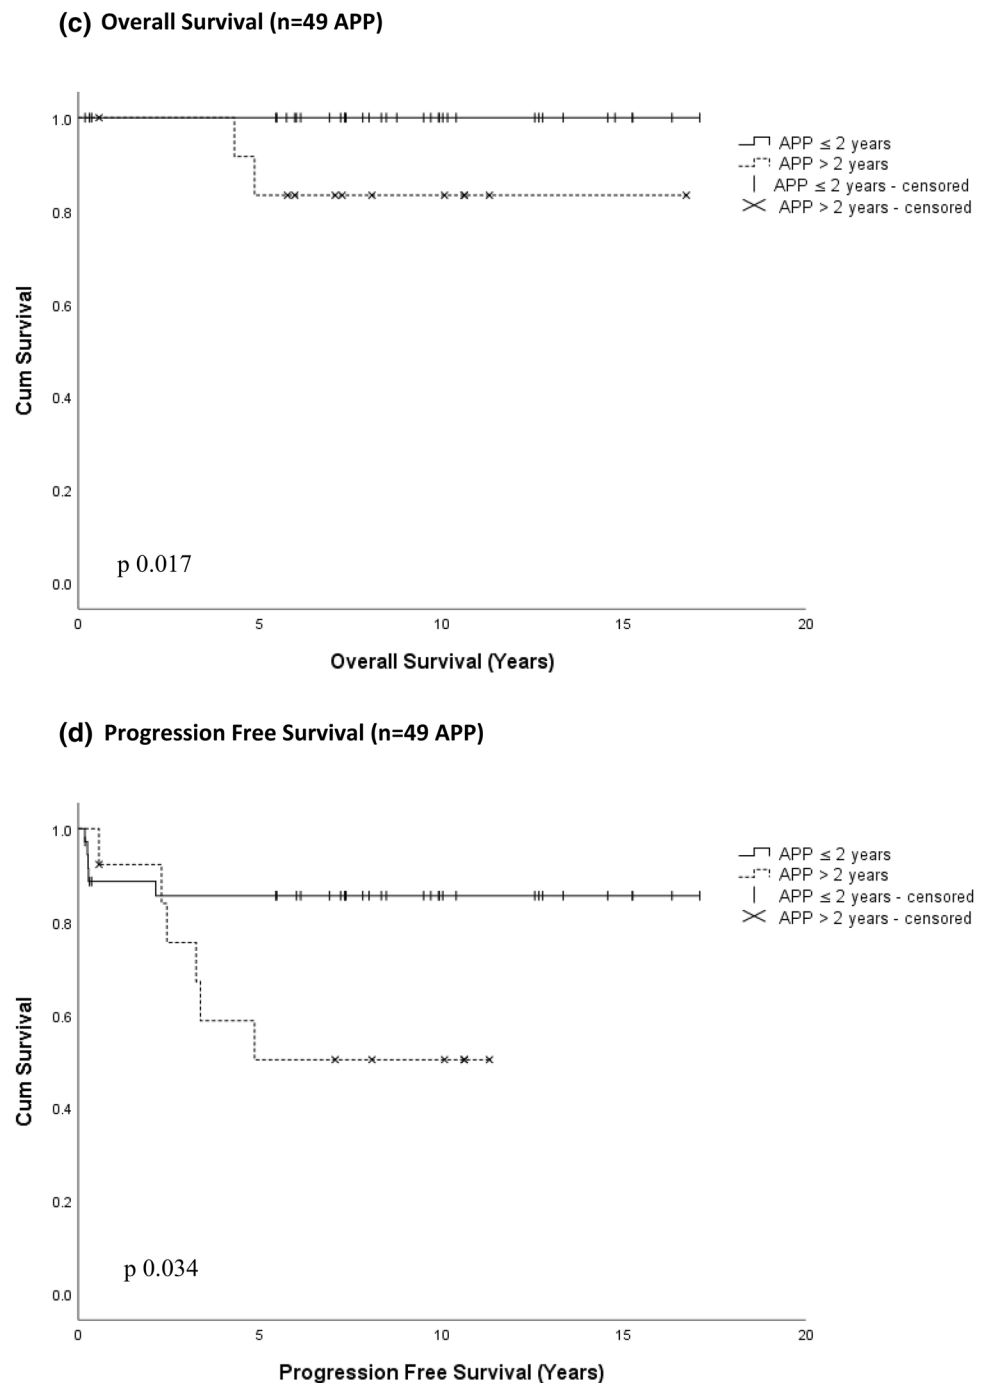 (c) Overall Survival (n=49 APP)
1.0
0.8
0.6
0.4
0.2
0.0
Cum Survival
APP ≤ 2 years
APP > 2 years
APP ≤ 2 years - censored
APP > 2 years - censored
p 0.017
0 5 10 15 20
Overall Survival (Years)
(d) Progression Free Survival (n=49 APP)
1.0
0.8
0.6
0.4
0.2
0.0
Cum Survival
APP ≤ 2 years
APP > 2 years
APP ≤ 2 years - censored
APP > 2 years - censored
p 0.034
0 5 10 15 20
Progression Free Survival (Years)